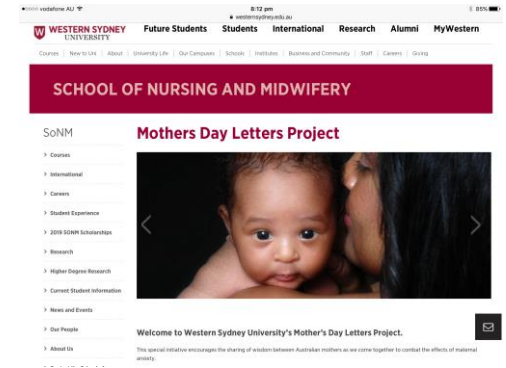 vodafone AU
8:12 pm
85%
westernsydney.edu.au
WESTERN SYDNEY
UNIVERSITY
Future Students
Students
International
Research
Alumni
MyWestern
Courses
New to Uni
About
University Life
Our Campuses
Schools
Institutes
Business and Community
Staff
Careers
Giving
SCHOOL OF NURSING AND MIDWIFERY
SoNM
> Courses
> International
> Careers
> Student Experience
> 2019 SONM Scholarships
> Research
> Higher Degree Research
> Current Student Information
> News and Events
> Our People
> About Us
Mothers Day Letters Project
Welcome to Western Sydney University's Mother's Day Letters Project.
This special initiative encourages the sharing of wisdom between Australian mothers as we come together to combat the effects of maternal
anxiety.